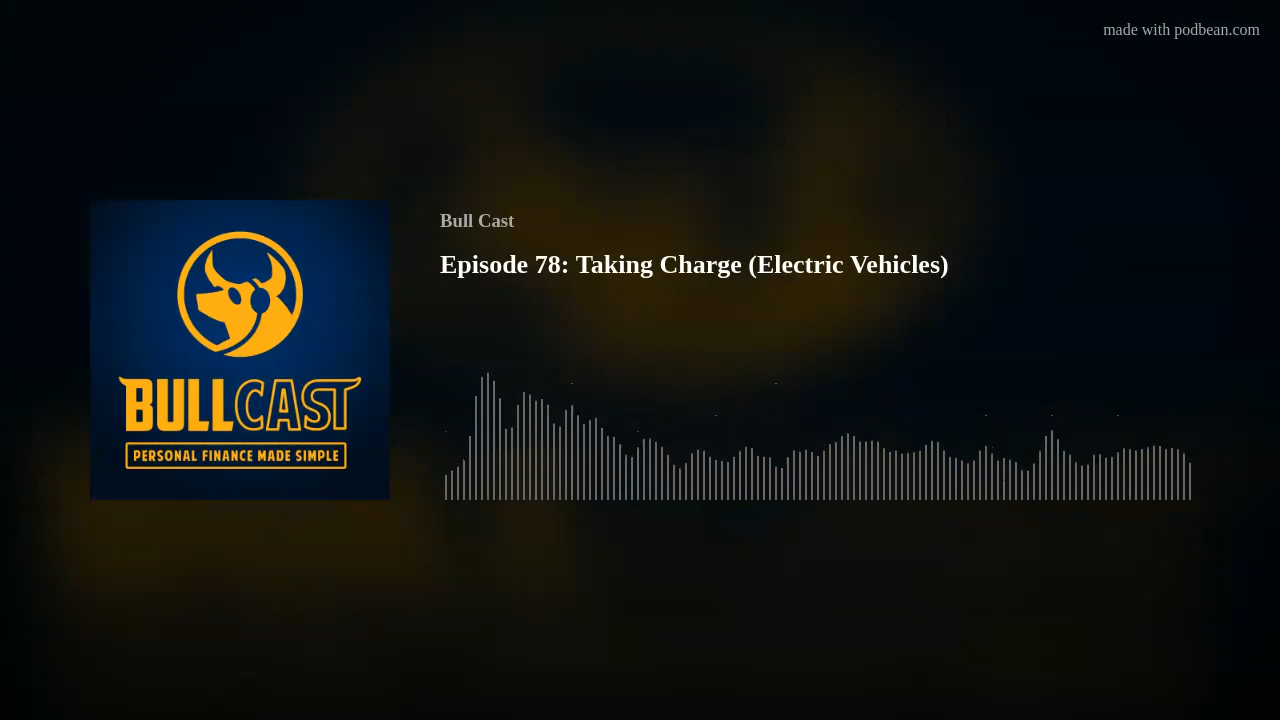 made with podbean.com
Bull Cast
Episode 78: Taking Charge (Electric Vehicles)
BULLCAST
PERSONAL FINANCE MADE SIMPLE